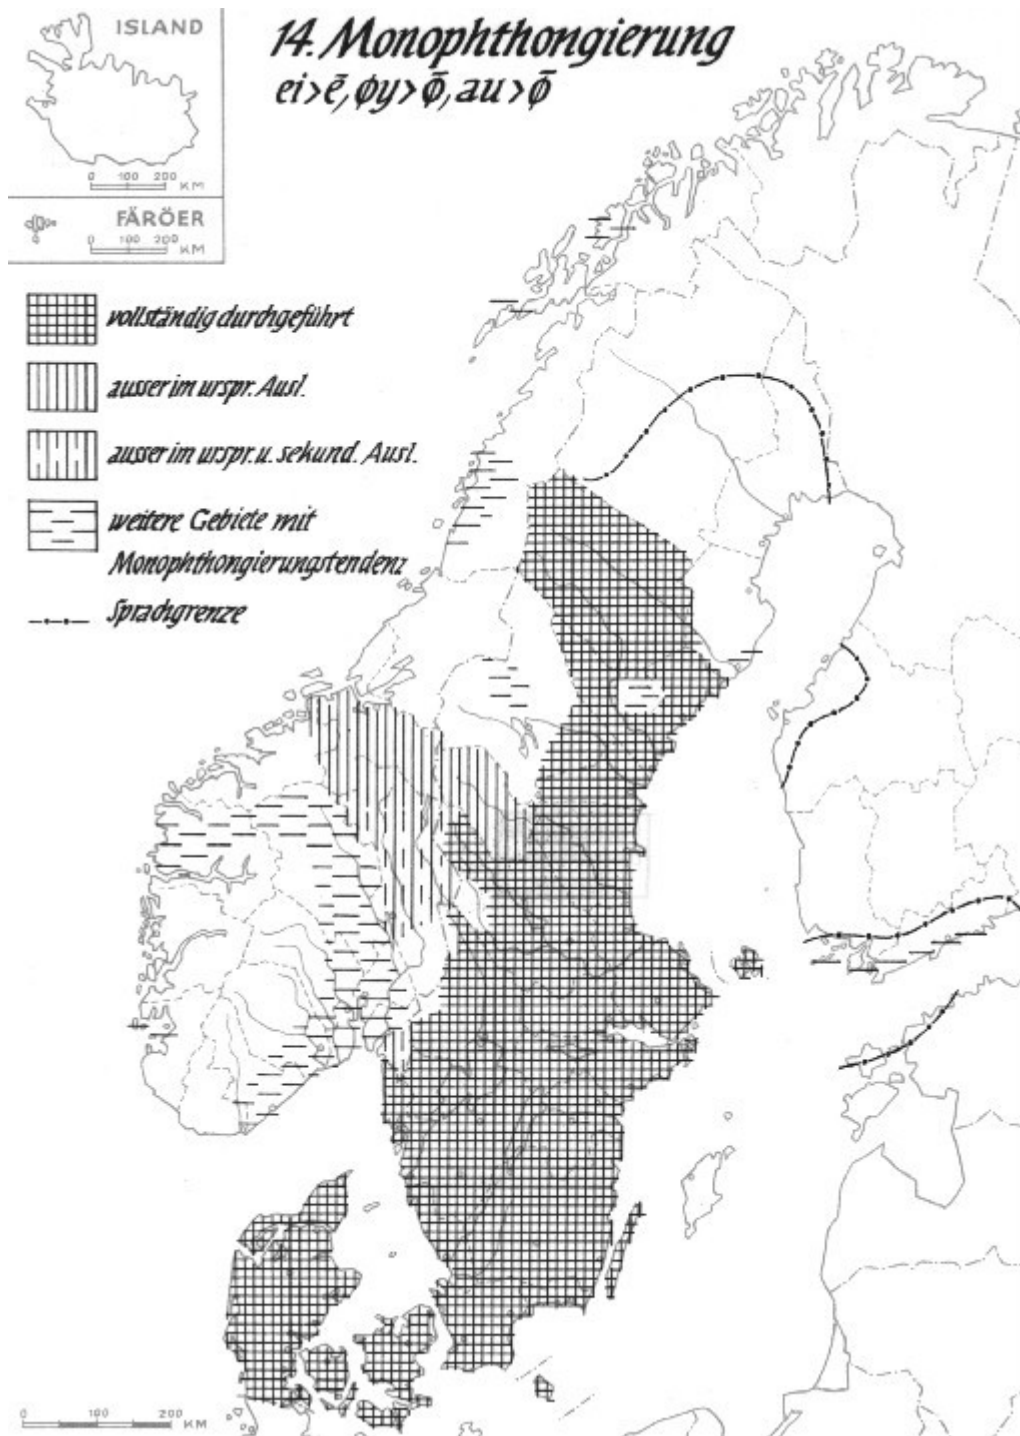 ISLAND
0 100 200
KM
FÄRÖER
0 100 200
KM
14. Monophthongierung
ei>ē, øy>ø̄, au>ø̄
vollständig durchgeführt
ausser im urspr. Ausl.
ausser im urspr. u. sekund. Ausl.
weitere Gebiete mit
Monophthongierungstendenz
Sprachgrenze
0 100 200
KM